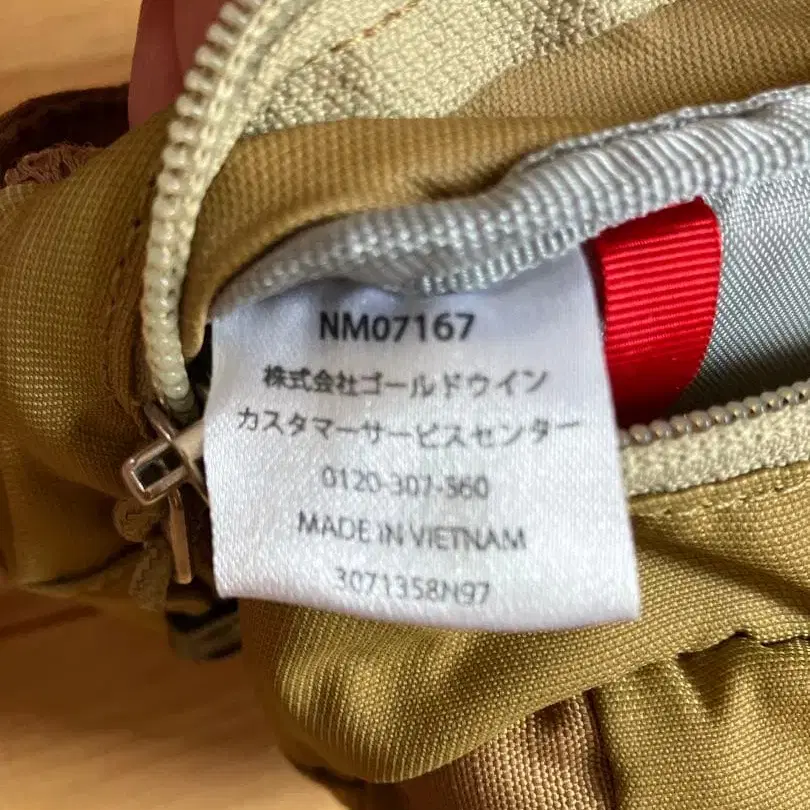 NM07167
株式会社ゴールドウイン
カスタマーサービスセンター
0120-307-560
MADE IN VIETNAM
3071358N97